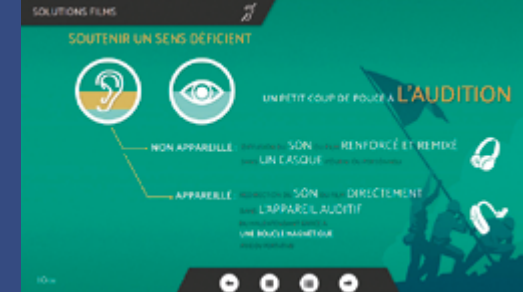 SOLUTIONS FILMS
SOUTENIR UN SENS DÉFICIENT
UN PETIT COUP DE POUCE À L'AUDITION
NON APPAREILLÉ SON RENFORCÉ ET REMIXÉ
UN CASQUE
APPAREILLÉ SON DIRECTEMENT
L'APPAREIL AUDITIF
UNE BOUCLE MAGNÉTIQUE